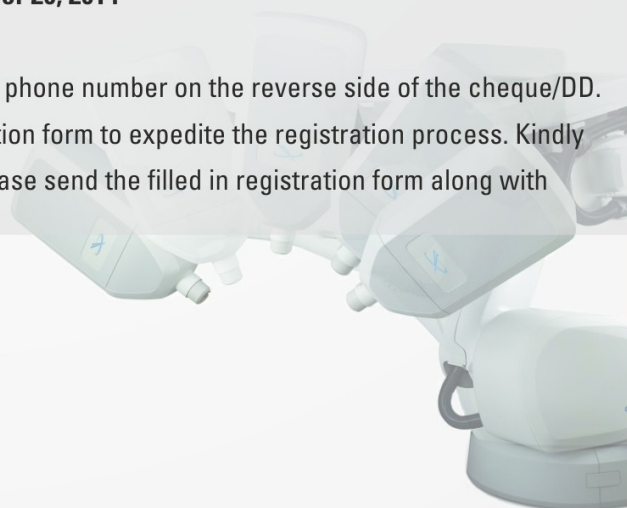 phone number on the reverse side of the cheque/DD.
tion form to expedite the registration process. Kindly
ase send the filled in registration form along with